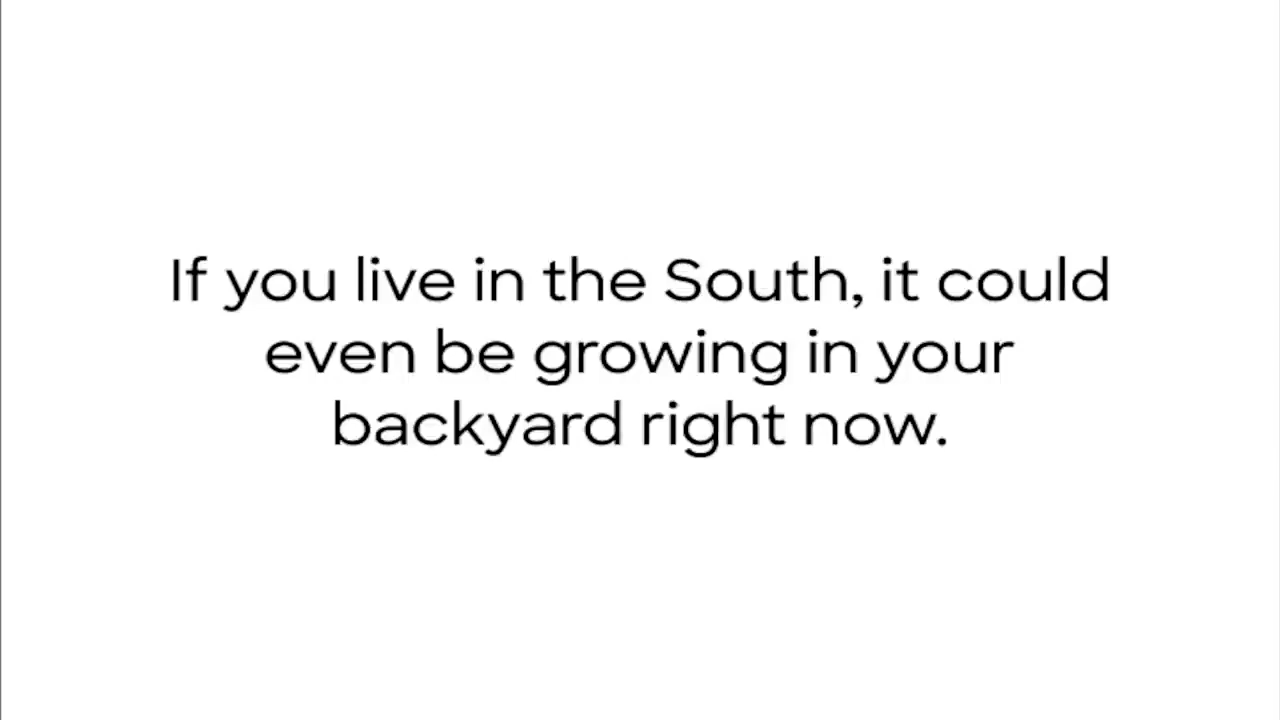 If you live in the South, it could
even be growing in your
backyard right now.